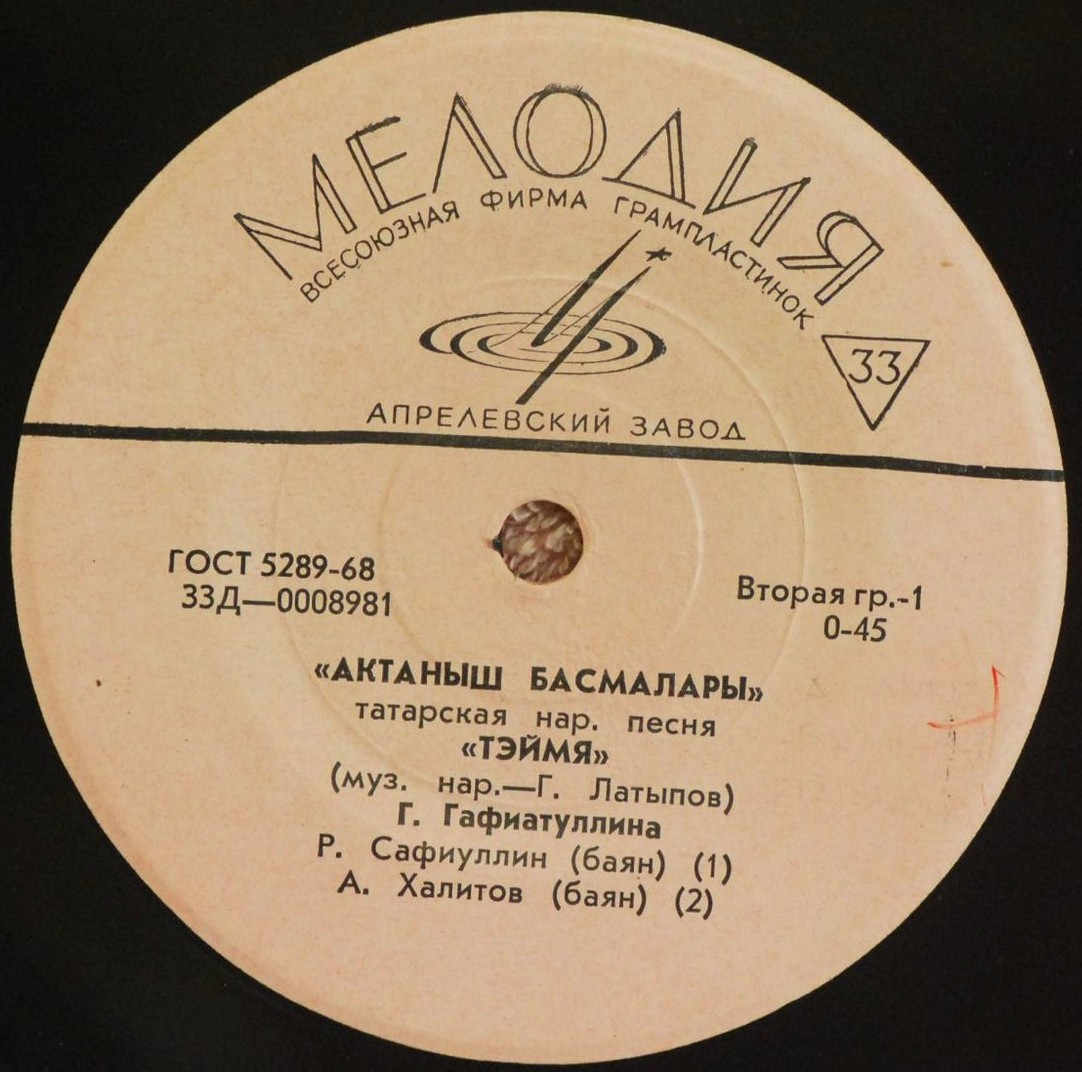 МЕЛОДИЯ
ВСЕСОЮЗНАЯ ФИРМА ГРАМПЛАСТИНОК
33
АПРЕЛЕВСКИЙ ЗАВОД
ГОСТ 5289-68
33Д—0008981
Вторая гр.-1
0-45
«АКТАНЫШ БАСМАЛАРЫ»
татарская нар. песня
«ТЭЙМЯ»
(муз. нар.—Г. Латыпов)
Г. Гафиатуллина
Р. Сафиуллин (баян) (1)
А. Халитов (баян) (2)